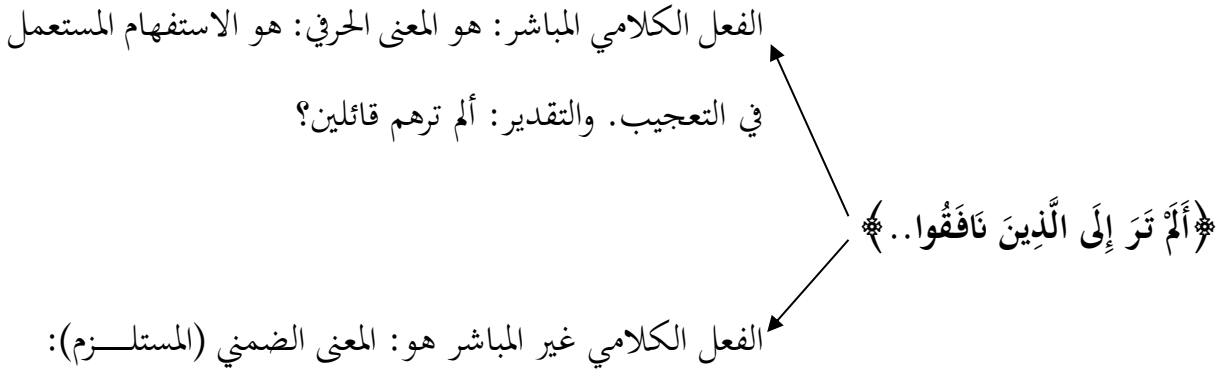 الفعل الكلامي المباشر: هو المعنى الحرفي: هو الاستفهام المستعمل
في التعجيب. والتقدير: ألم ترهم قائلين؟
﴿أَلَمْ تَرَ إِلَى الَّذِينَ نَافَقُوا..﴾
الفعل الكلامي غير المباشر هو: المعنى الضمني (المستلـــزم):